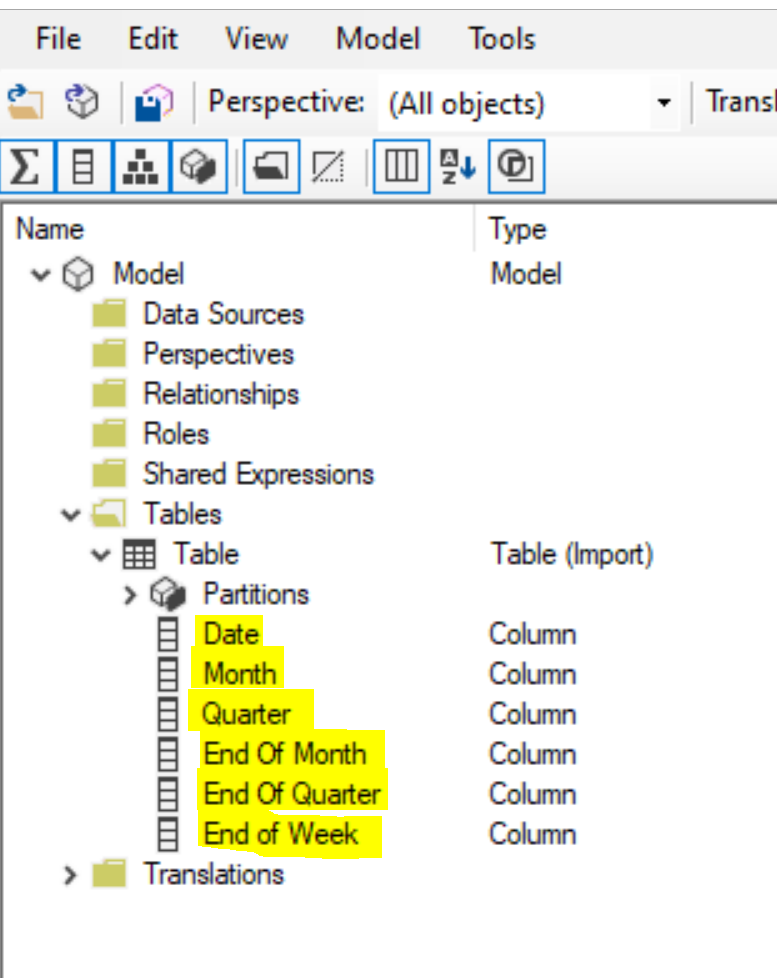 File Edit View Model Tools
Perspective: (All objects) Transl
Name Type
Model Model
Data Sources
Perspectives
Relationships
Roles
Shared Expressions
Tables
Table Table (Import)
Partitions
Date Column
Month Column
Quarter Column
End Of Month Column
End Of Quarter Column
End of Week Column
Translations